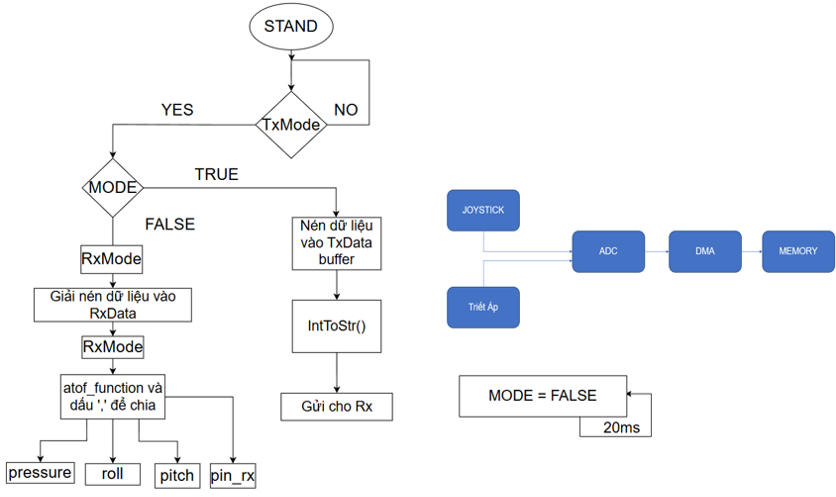 STAND
YES
NO
TxMode
MODE
TRUE
FALSE
RxMode
Giải nén dữ liệu vào
RxData
RxMode
atof_function và
dấu ',' để chia
pressure
roll
pitch
pin_rx
Nén dữ liệu
vào TxData
buffer
IntToStr()
Gửi cho Rx
JOYSTICK
Triết Áp
ADC
DMA
MEMORY
MODE = FALSE
20ms